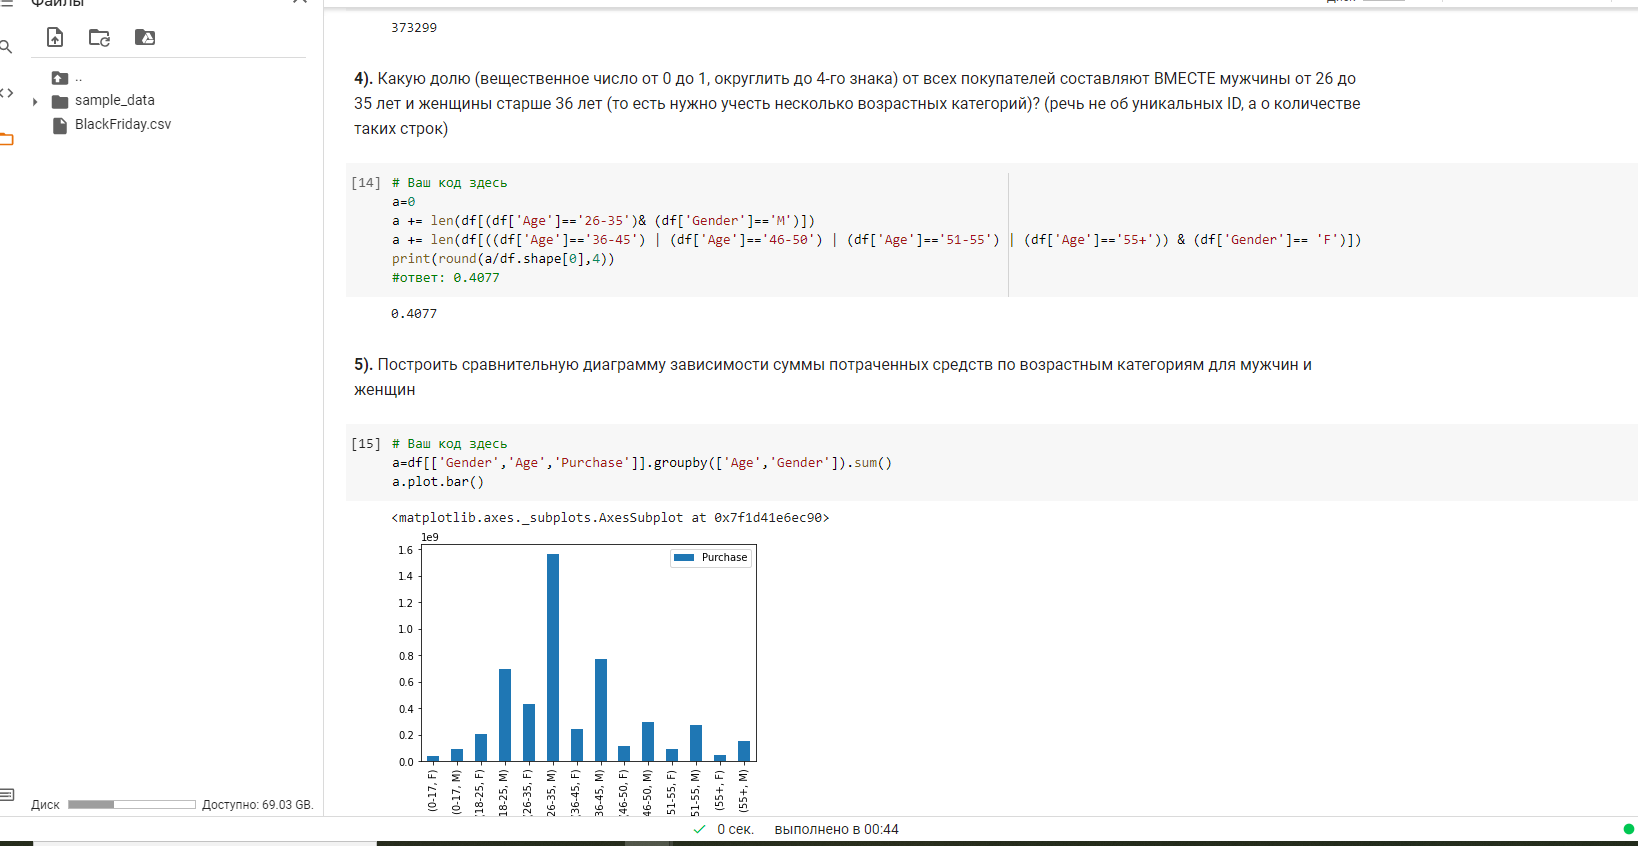 Файлы
..
sample_data
BlackFriday.csv
Диск
Доступно: 69.03 GB.
373299
4). Какую долю (вещественное число от 0 до 1, округлить до 4-го знака) от всех покупателей составляют ВМЕСТЕ мужчины от 26 до
35 лет и женщины старше 36 лет (то есть нужно учесть несколько возрастных категорий)? (речь не об уникальных ID, а о количестве
таких строк)
[14] # Ваш код здесь
a=0
a += len(df[(df['Age']=='26-35')& (df['Gender']=='M')])
a += len(df[((df['Age']=='36-45') | (df['Age']=='46-50') | (df['Age']=='51-55') | (df['Age']=='55+')) & (df['Gender']== 'F')])
print(round(a/df.shape[0],4))
#ответ: 0.4077
0.4077
5). Построить сравнительную диаграмму зависимости суммы потраченных средств по возрастным категориям для мужчин и
женщин
[15] # Ваш код здесь
a=df[['Gender','Age','Purchase']].groupby(['Age','Gender']).sum()
a.plot.bar()
<matplotlib.axes._subplots.AxesSubplot at 0x7f1d41e6ec90>
1e9
Purchase
1.6
1.4
1.2
1.0
0.8
0.6
0.4
0.2
0.0
(0-17, F)
(0-17, M)
(18-25, F)
18-25, M)
(26-35, F)
26-35, M)
(36-45, F)
36-45, M)
(46-50, F)
46-50, M)
51-55, F)
51-55, M)
(55+, F)
(55+, M)
0 сек.
выполнено в 00:44